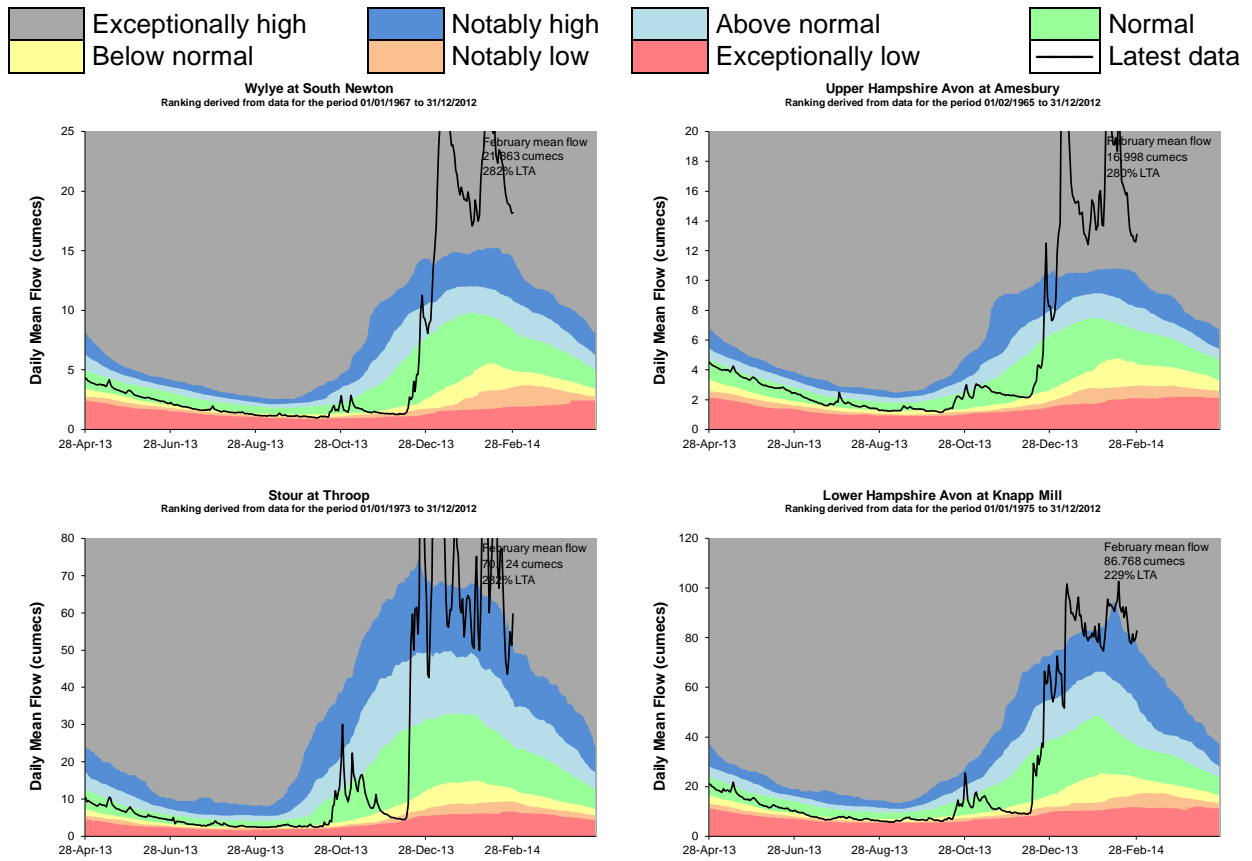 Exceptionally high
Notably high
Above normal
Normal
Below normal
Notably low
Exceptionally low
Latest data
Wylye at South Newton
Ranking derived from data for the period 01/01/1967 to 31/12/2012
Daily Mean Flow (cumecs)
25
20
15
10
5
0
February mean flow
cumecs
282% LTA
28-Apr-13 28-Jun-13 28-Aug-13 28-Oct-13 28-Dec-13 28-Feb-14
Upper Hampshire Avon at Amesbury
Ranking derived from data for the period 01/02/1965 to 31/12/2012
Daily Mean Flow (cumecs)
20
18
16
14
12
10
8
6
4
2
0
February mean flow
16.998 cumecs
280% LTA
28-Apr-13 28-Jun-13 28-Aug-13 28-Oct-13 28-Dec-13 28-Feb-14
Stour at Throop
Ranking derived from data for the period 01/01/1973 to 31/12/2012
Daily Mean Flow (cumecs)
80
70
60
50
40
30
20
10
0
February mean flow
cumecs
LTA
28-Apr-13 28-Jun-13 28-Aug-13 28-Oct-13 28-Dec-13 28-Feb-14
Lower Hampshire Avon at Knapp Mill
Ranking derived from data for the period 01/01/1975 to 31/12/2012
Daily Mean Flow (cumecs)
120
100
80
60
40
20
0
February mean flow
86.768 cumecs
229% LTA
28-Apr-13 28-Jun-13 28-Aug-13 28-Oct-13 28-Dec-13 28-Feb-14